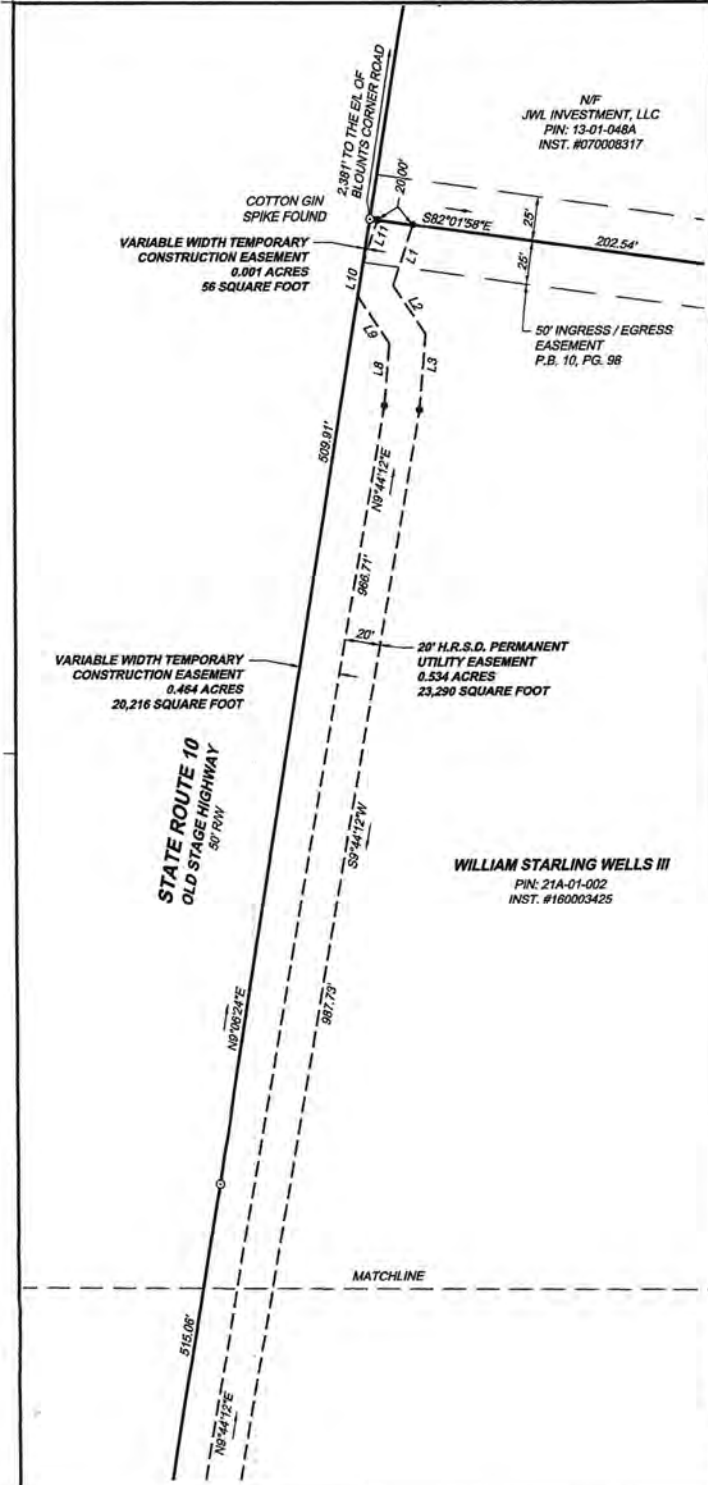 N/F
JWL INVESTMENT, LLC
PIN: 13-01-048A
INST. #070008317
2,381' TO THE E/L OF
BLOUNTS CORNER ROAD
20.00'
COTTON GIN
SPIKE FOUND
S82°01'58"E
25'
202.54'
25'
VARIABLE WIDTH TEMPORARY
CONSTRUCTION EASEMENT
0.001 ACRES
56 SQUARE FOOT
L11
L1
L10
L2
L9
L3
L8
50' INGRESS / EGRESS
EASEMENT
P.B. 10, PG. 98
509.91'
N9°44'12"E
966.71'
20'
20' H.R.S.D. PERMANENT
UTILITY EASEMENT
0.534 ACRES
23,290 SQUARE FOOT
VARIABLE WIDTH TEMPORARY
CONSTRUCTION EASEMENT
0.464 ACRES
20,216 SQUARE FOOT
STATE ROUTE 10
OLD STAGE HIGHWAY
50' R/W
S9°44'12"W
WILLIAM STARLING WELLS III
PIN: 21A-01-002
INST. #160003425
987.73'
N9°06'24"E
MATCHLINE
515.06'
N9°44'12"E